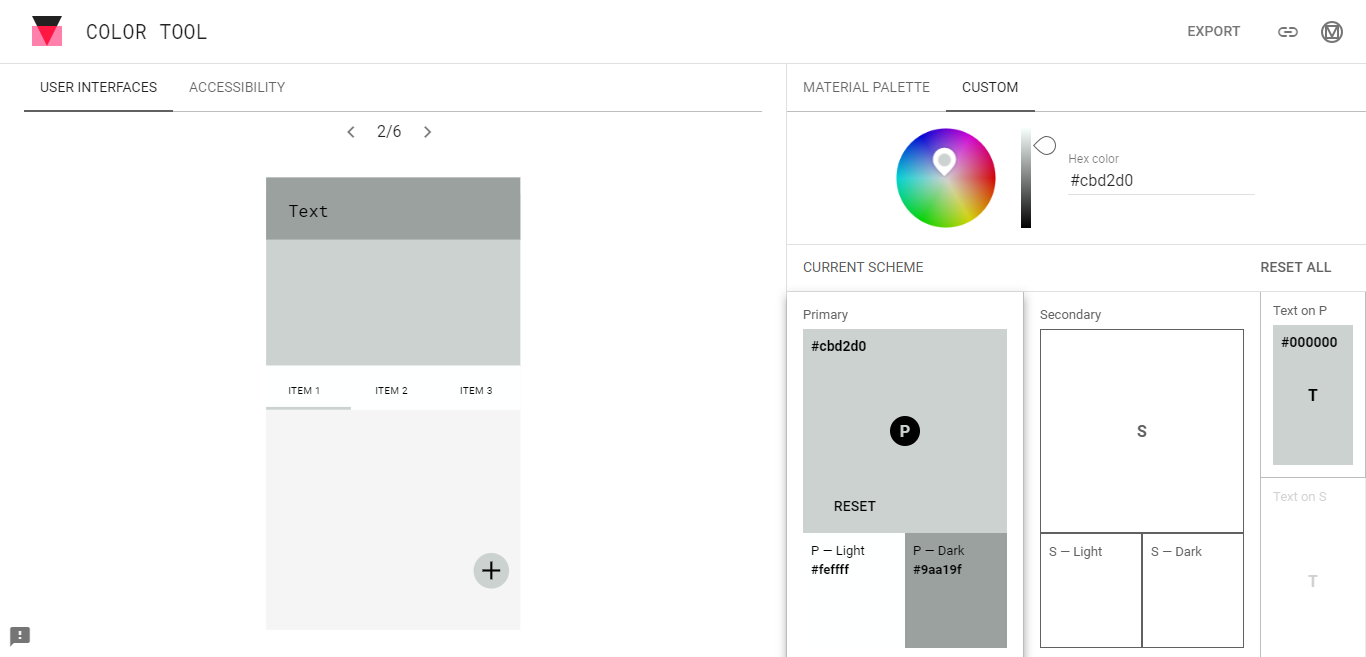 COLOR TOOL
EXPORT
USER INTERFACES
ACCESSIBILITY
2/6
Text
ITEM 1
ITEM 2
ITEM 3
MATERIAL PALETTE
CUSTOM
Hex color
#cbd2d0
CURRENT SCHEME
RESET ALL
Primary
#cbd2d0
P
RESET
P — Light
#feffff
P — Dark
#9aa19f
Secondary
S
S — Light
S — Dark
Text on P
#000000
T
Text on S
T